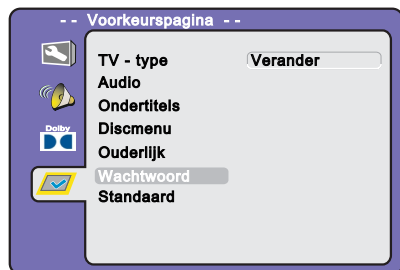 -- Voorkeurspagina --
TV - type Verander
Audio
Ondertitels
Discmenu
Ouderlijk
Wachtwoord
Standaard
Dolby